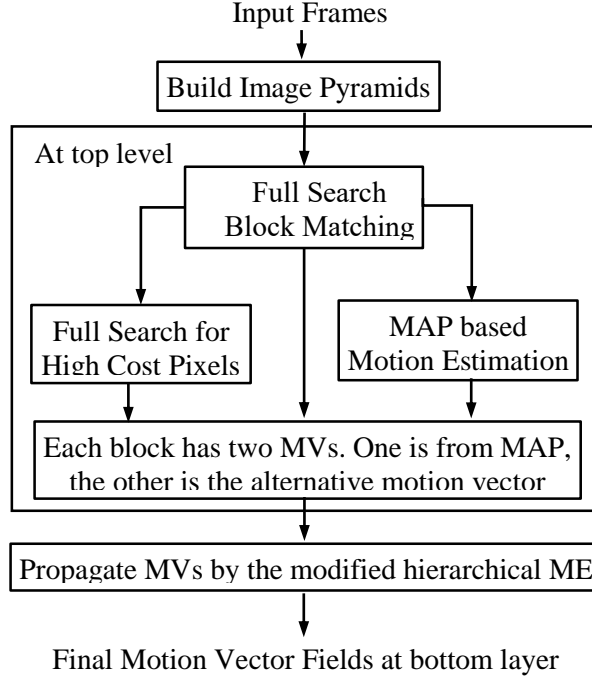 Input Frames
Build Image Pyramids
At top level
Full Search
Block Matching
Full Search for
High Cost Pixels
MAP based
Motion Estimation
Each block has two MVs. One is from MAP,
the other is the alternative motion vector
Propagate MVs by the modified hierarchical ME
Final Motion Vector Fields at bottom layer